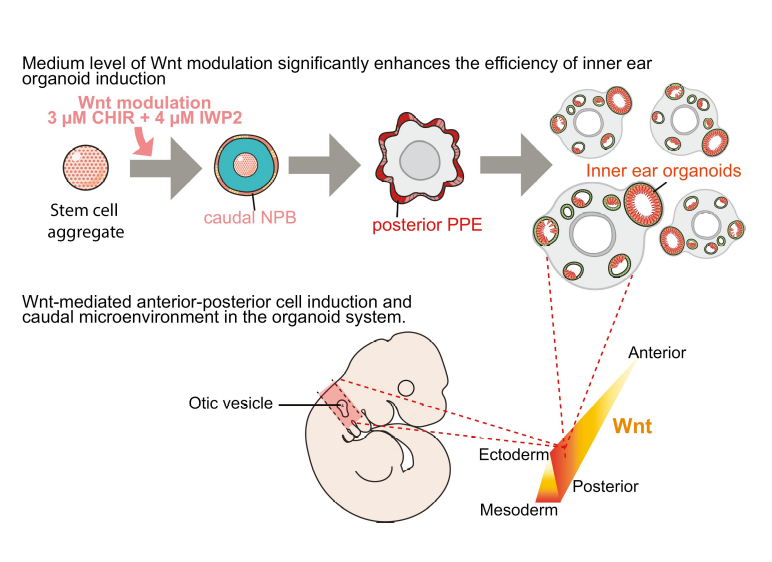 Medium level of Wnt modulation significantly enhances the efficiency of inner ear
organoid induction
Wnt modulation
3 µM CHIR + 4 µM IWP2
Inner ear organoids
Stem cell
aggregate
caudal NPB
posterior PPE
Wnt-mediated anterior-posterior cell induction and
caudal microenvironment in the organoid system.
Anterior
Otic vesicle
Wnt
Ectoderm
Posterior
Mesoderm